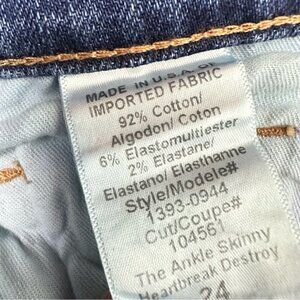 MADE IN U.S.A. OF
IMPORTED FABRIC
92% Cotton/
Algodon/ Coton
6% Elastomultiester
2% Elastane/
Elastano/ Elasthanne
Style/Modele#
1393-0944
Cut/Coupe#
104561
The Ankle Skinny
Heartbreak Destroy
24